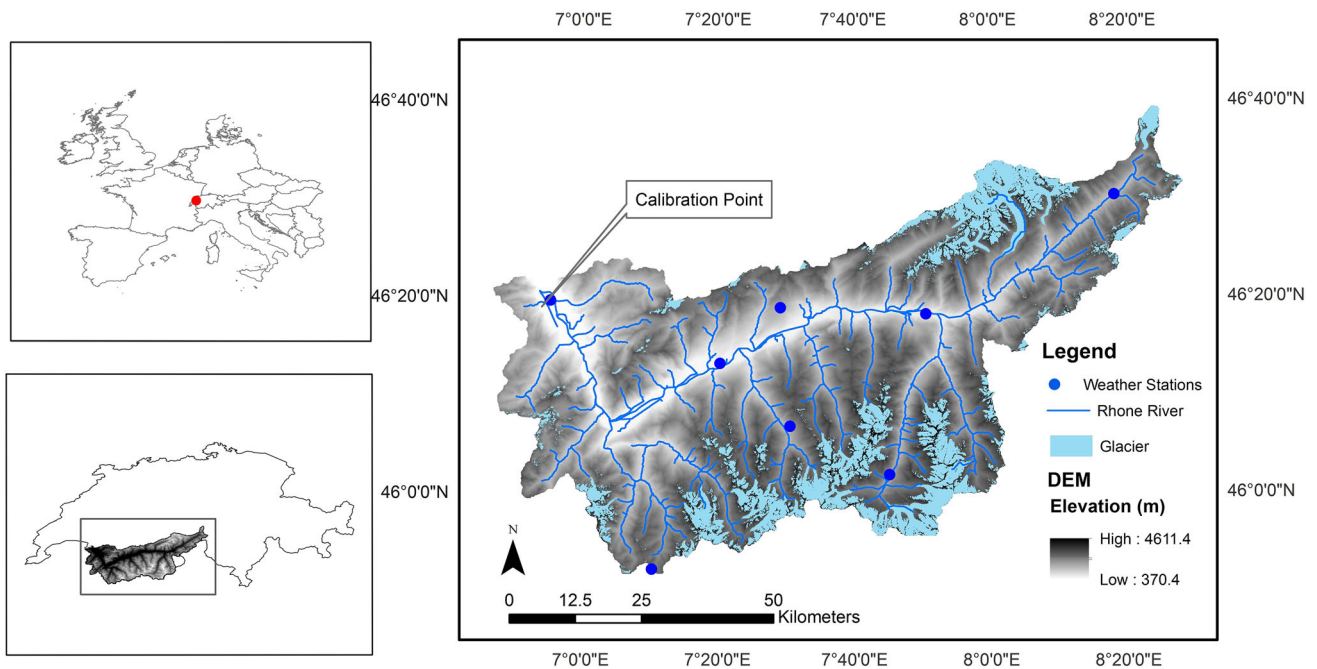 7°0'0"E 7°20'0"E 7°40'0"E 8°0'0"E 8°20'0"E
46°40'0"N 46°40'0"N
Calibration Point
46°20'0"N 46°20'0"N
Legend
Weather Stations
Rhone River
Glacier
46°0'0"N 46°0'0"N
DEM
Elevation (m)
N
High : 4611.4
Low : 370.4
0 12.5 25 50
Kilometers
7°0'0"E 7°20'0"E 7°40'0"E 8°0'0"E 8°20'0"E